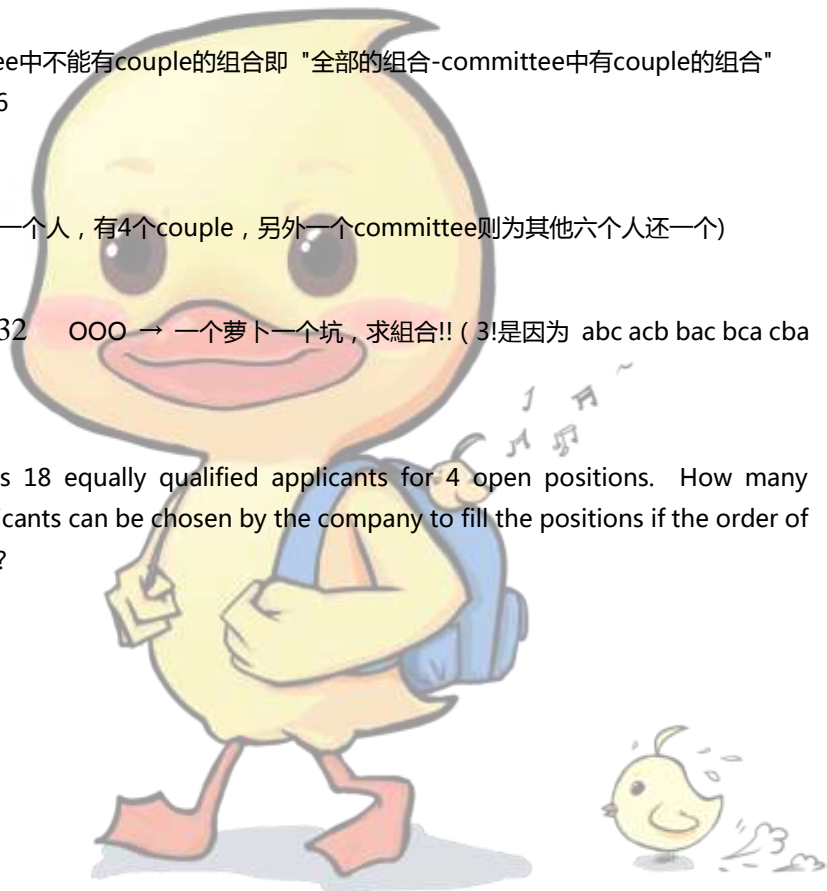 ee中不能有couple的组合即 "全部的组合-committee中有couple的组合"
6
一个人，有4个couple，另外一个committee则为其他六个人还一个)
32 OOO → 一个萝卜一个坑，求組合!! ( 3!是因为 abc acb bac bca cba
s 18 equally qualified applicants for 4 open positions. How many
icants can be chosen by the company to fill the positions if the order of
?